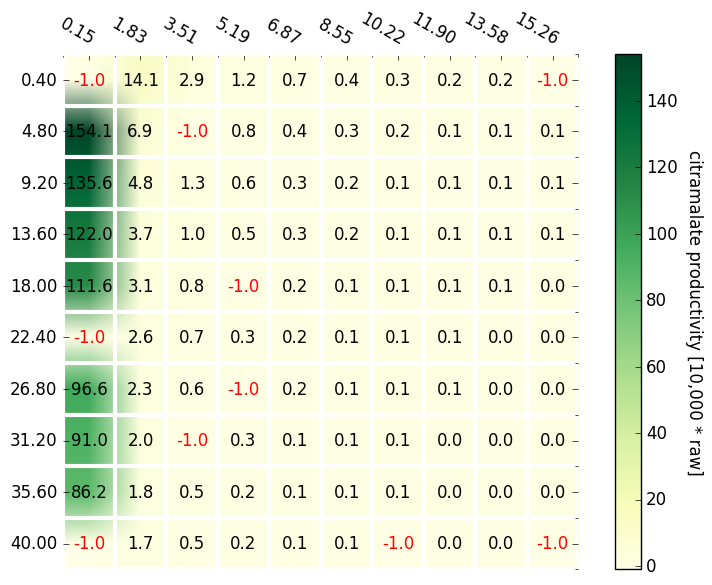 0.15 1.83 3.51 5.19 6.87 8.55 10.22 11.90 13.58 15.26
0.40 -1.0 14.1 2.9 1.2 0.7 0.4 0.3 0.2 0.2 -1.0
4.80 154.1 6.9 -1.0 0.8 0.4 0.3 0.2 0.1 0.1 0.1
9.20 135.6 4.8 1.3 0.6 0.3 0.2 0.1 0.1 0.1 0.1
13.60 122.0 3.7 1.0 0.5 0.3 0.2 0.1 0.1 0.1 0.1
18.00 111.6 3.1 0.8 -1.0 0.2 0.1 0.1 0.1 0.1 0.0
22.40 -1.0 2.6 0.7 0.3 0.2 0.1 0.1 0.1 0.0 0.0
26.80 96.6 2.3 0.6 -1.0 0.2 0.1 0.1 0.1 0.0 0.0
31.20 91.0 2.0 -1.0 0.3 0.1 0.1 0.1 0.0 0.0 0.0
35.60 86.2 1.8 0.5 0.2 0.1 0.1 0.1 0.0 0.0 0.0
40.00 -1.0 1.7 0.5 0.2 0.1 0.1 -1.0 0.0 0.0 -1.0
140
120
100
80
60
40
20
0
citramalate productivity [10,000 * raw]